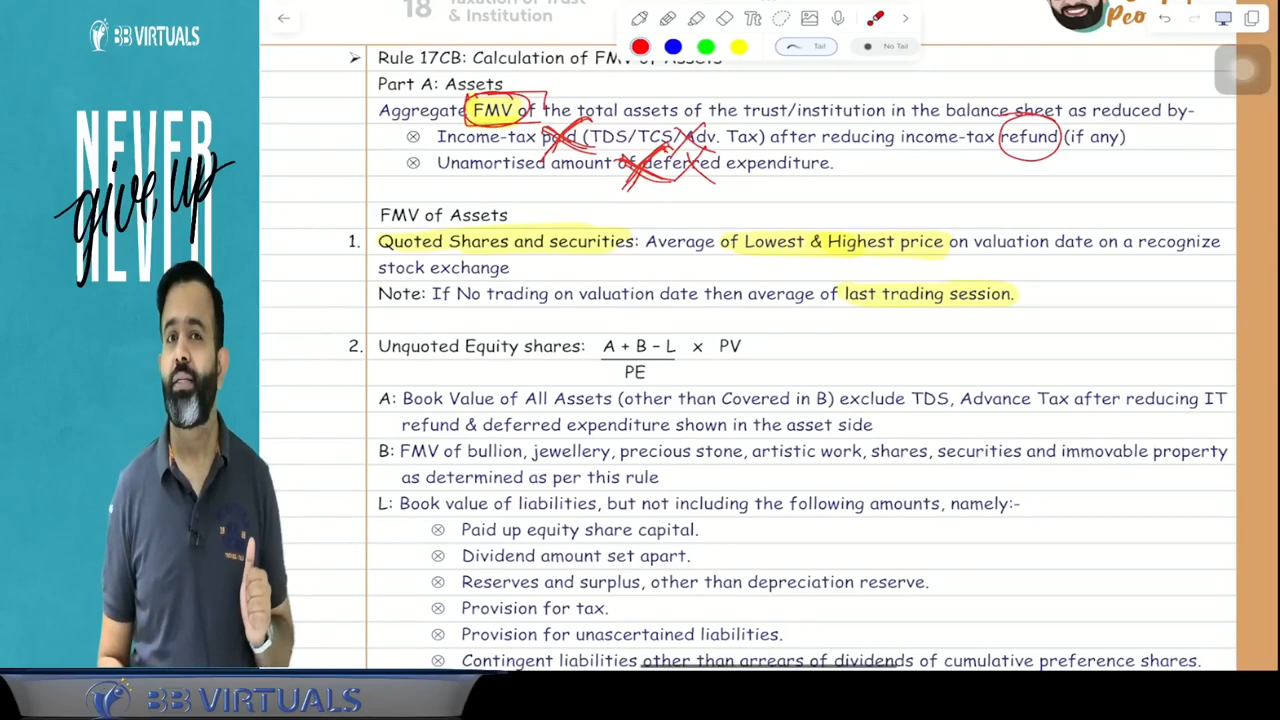 18
Taxation of Trust
& Institution
BB VIRTUALS
Peo
Tail
No Tail
NEVER
give up
NEVER
➢ Rule 17CB: Calculation of FMV of Assets
Part A: Assets
Aggregate FMV of the total assets of the trust/institution in the balance sheet as reduced by-
⊗ Income-tax paid (TDS/TCS/Adv. Tax) after reducing income-tax refund (if any)
⊗ Unamortised amount of deferred expenditure.
FMV of Assets
1. Quoted Shares and securities: Average of Lowest & Highest price on valuation date on a recognize
stock exchange
Note: If No trading on valuation date then average of last trading session.
2. Unquoted Equity shares: A + B – L x PV
PE
A: Book Value of All Assets (other than Covered in B) exclude TDS, Advance Tax after reducing IT
refund & deferred expenditure shown in the asset side
B: FMV of bullion, jewellery, precious stone, artistic work, shares, securities and immovable property
as determined as per this rule
L: Book value of liabilities, but not including the following amounts, namely:-
⊗ Paid up equity share capital.
⊗ Dividend amount set apart.
⊗ Reserves and surplus, other than depreciation reserve.
⊗ Provision for tax.
⊗ Provision for unascertained liabilities.
⊗ Contingent liabilities other than arrears of dividends of cumulative preference shares.
BB VIRTUALS